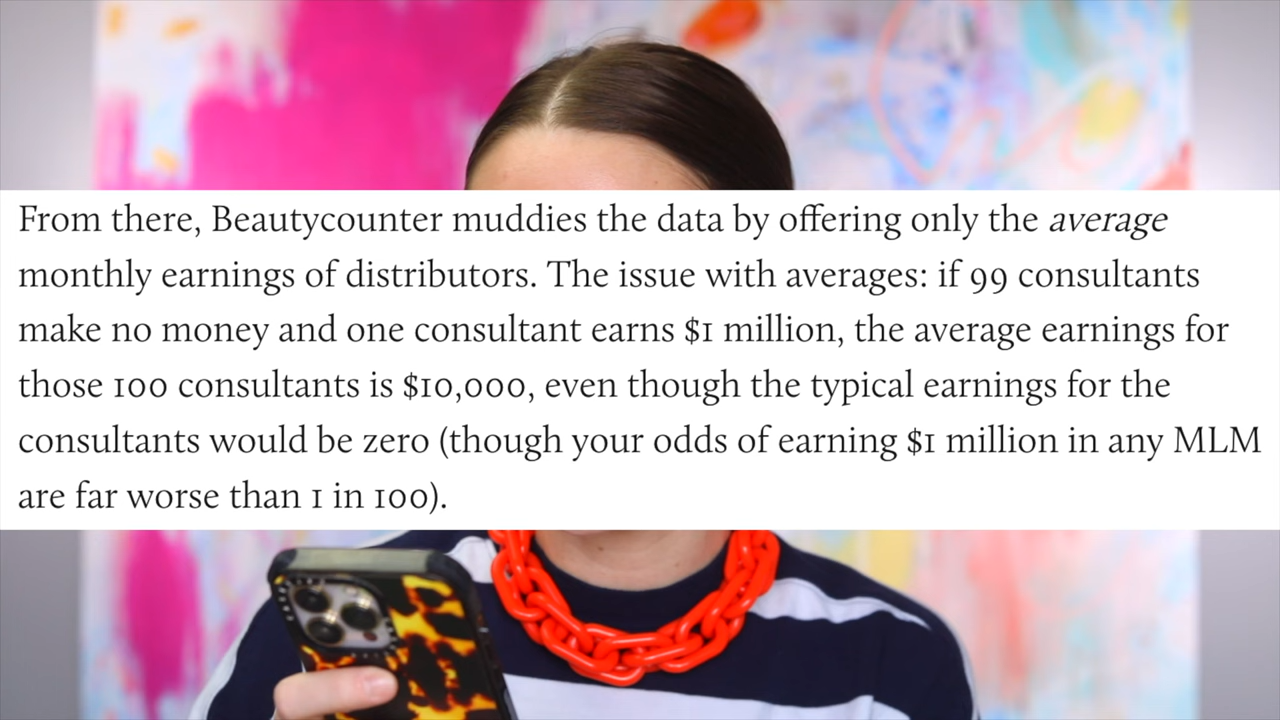 From there, Beautycounter muddies the data by offering only the average
monthly earnings of distributors. The issue with averages: if 99 consultants
make no money and one consultant earns $1 million, the average earnings for
those 100 consultants is $10,000, even though the typical earnings for the
consultants would be zero (though your odds of earning $1 million in any MLM
are far worse than 1 in 100).